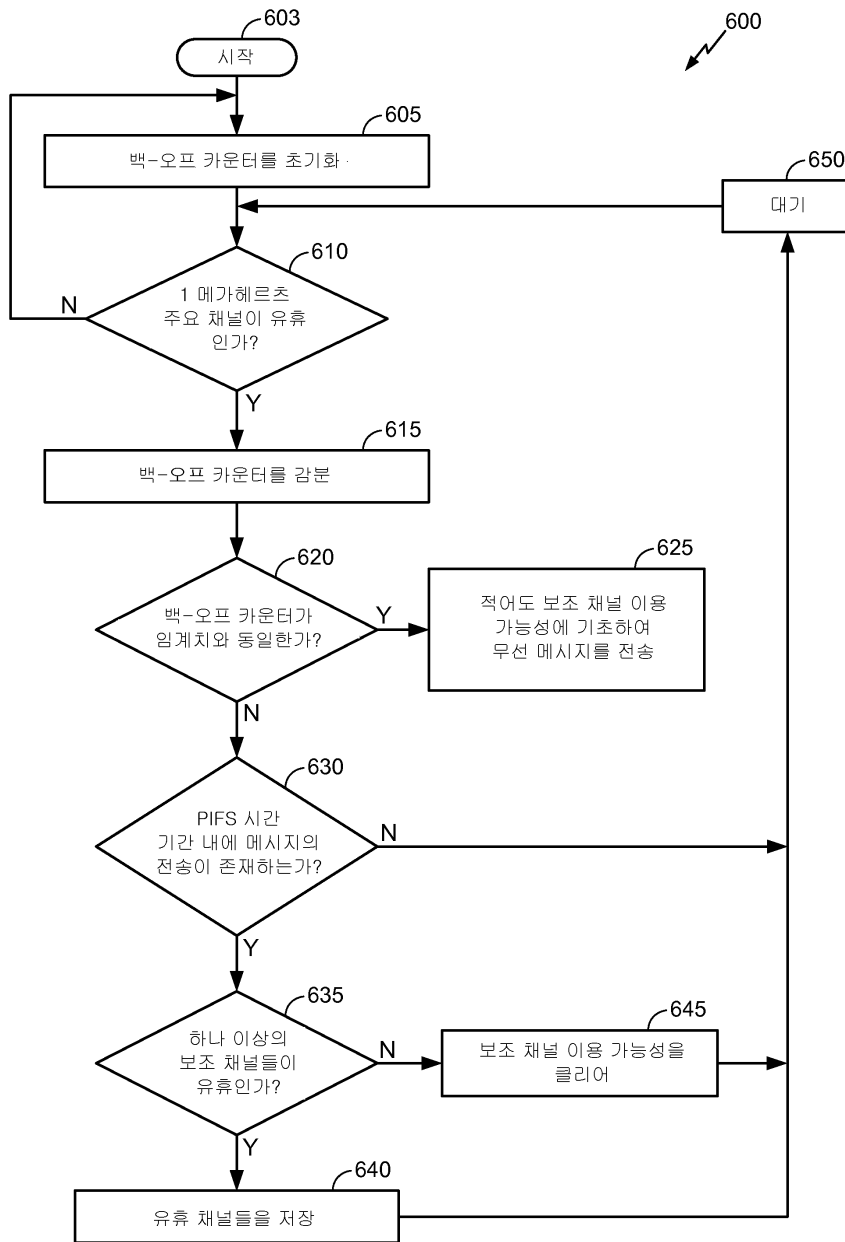 603
시작
600
605
백-오프 카운터를 초기화
650
대기
610
1 메가헤르츠
주요 채널이 유휴
인가?
N
Y
615
백-오프 카운터를 감분
620
백-오프 카운터가
임계치와 동일한가?
Y
N
625
적어도 보조 채널 이용
가능성에 기초하여
무선 메시지를 전송
630
PIFS 시간
기간 내에 메시지의
전송이 존재하는가?
N
Y
635
하나 이상의
보조 채널들이
유휴인가?
N
Y
645
보조 채널 이용 가능성을
클리어
640
유휴 채널들을 저장